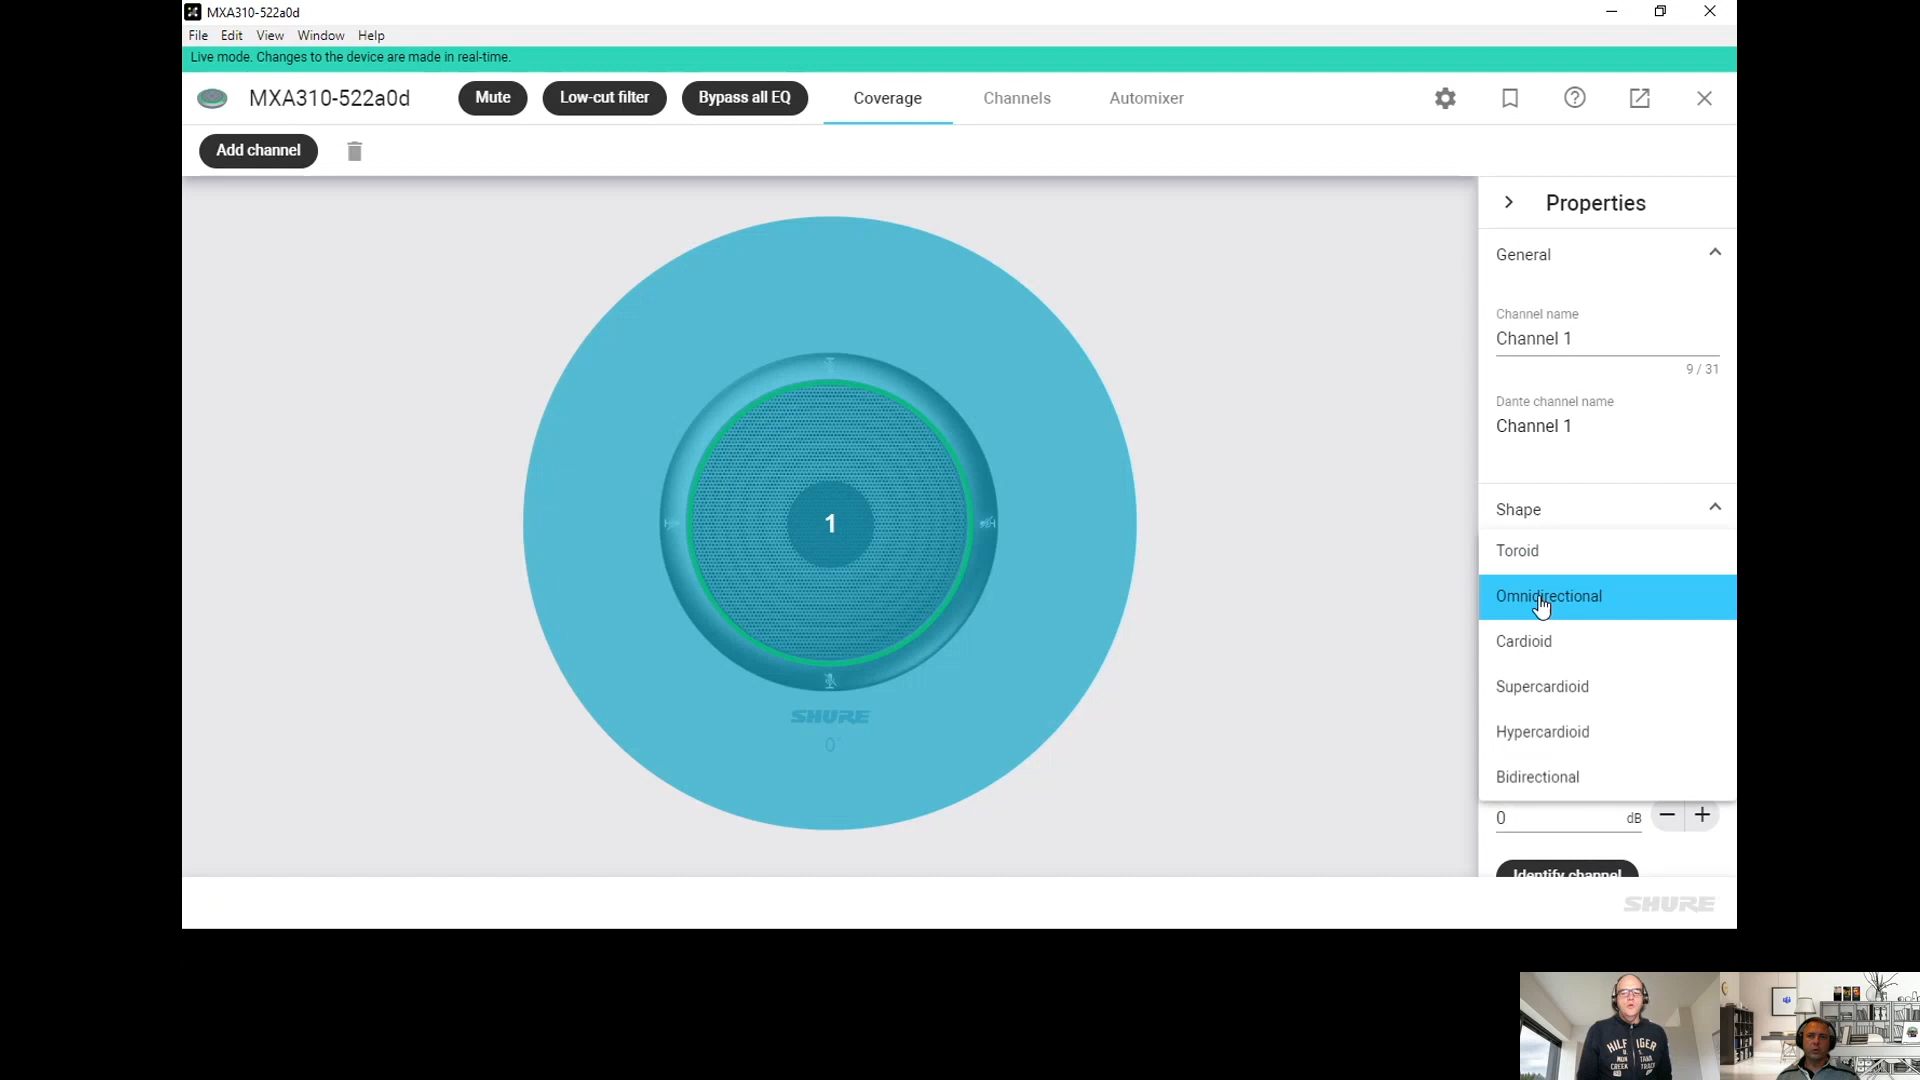 MXA310-522a0d
File Edit View Window Help
Live mode. Changes to the device are made in real-time.
MXA310-522a0d Mute Low-cut filter Bypass all EQ Coverage Channels Automixer
Add channel
Properties
General
Channel name
Channel 1
9 / 31
Dante channel name
Channel 1
Shape
Toroid
Omnidirectional
Cardioid
Supercardioid
Hypercardioid
Bidirectional
0 dB
Identify channel
1
SHURE
0°
SHURE